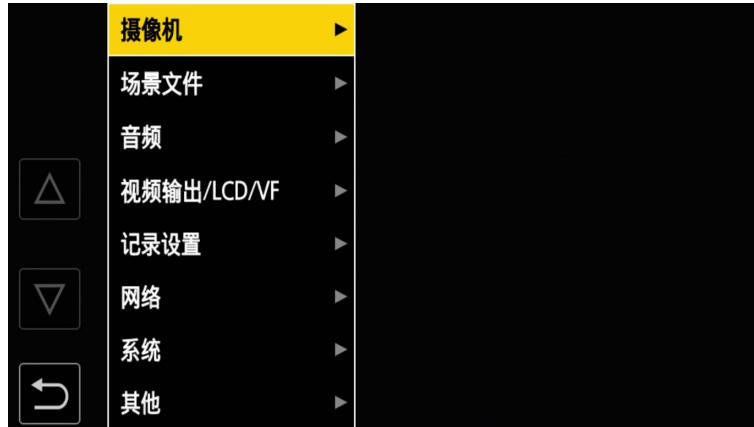 摄像机
场景文件
音频
视频输出/LCD/VF
记录设置
网络
系统
其他